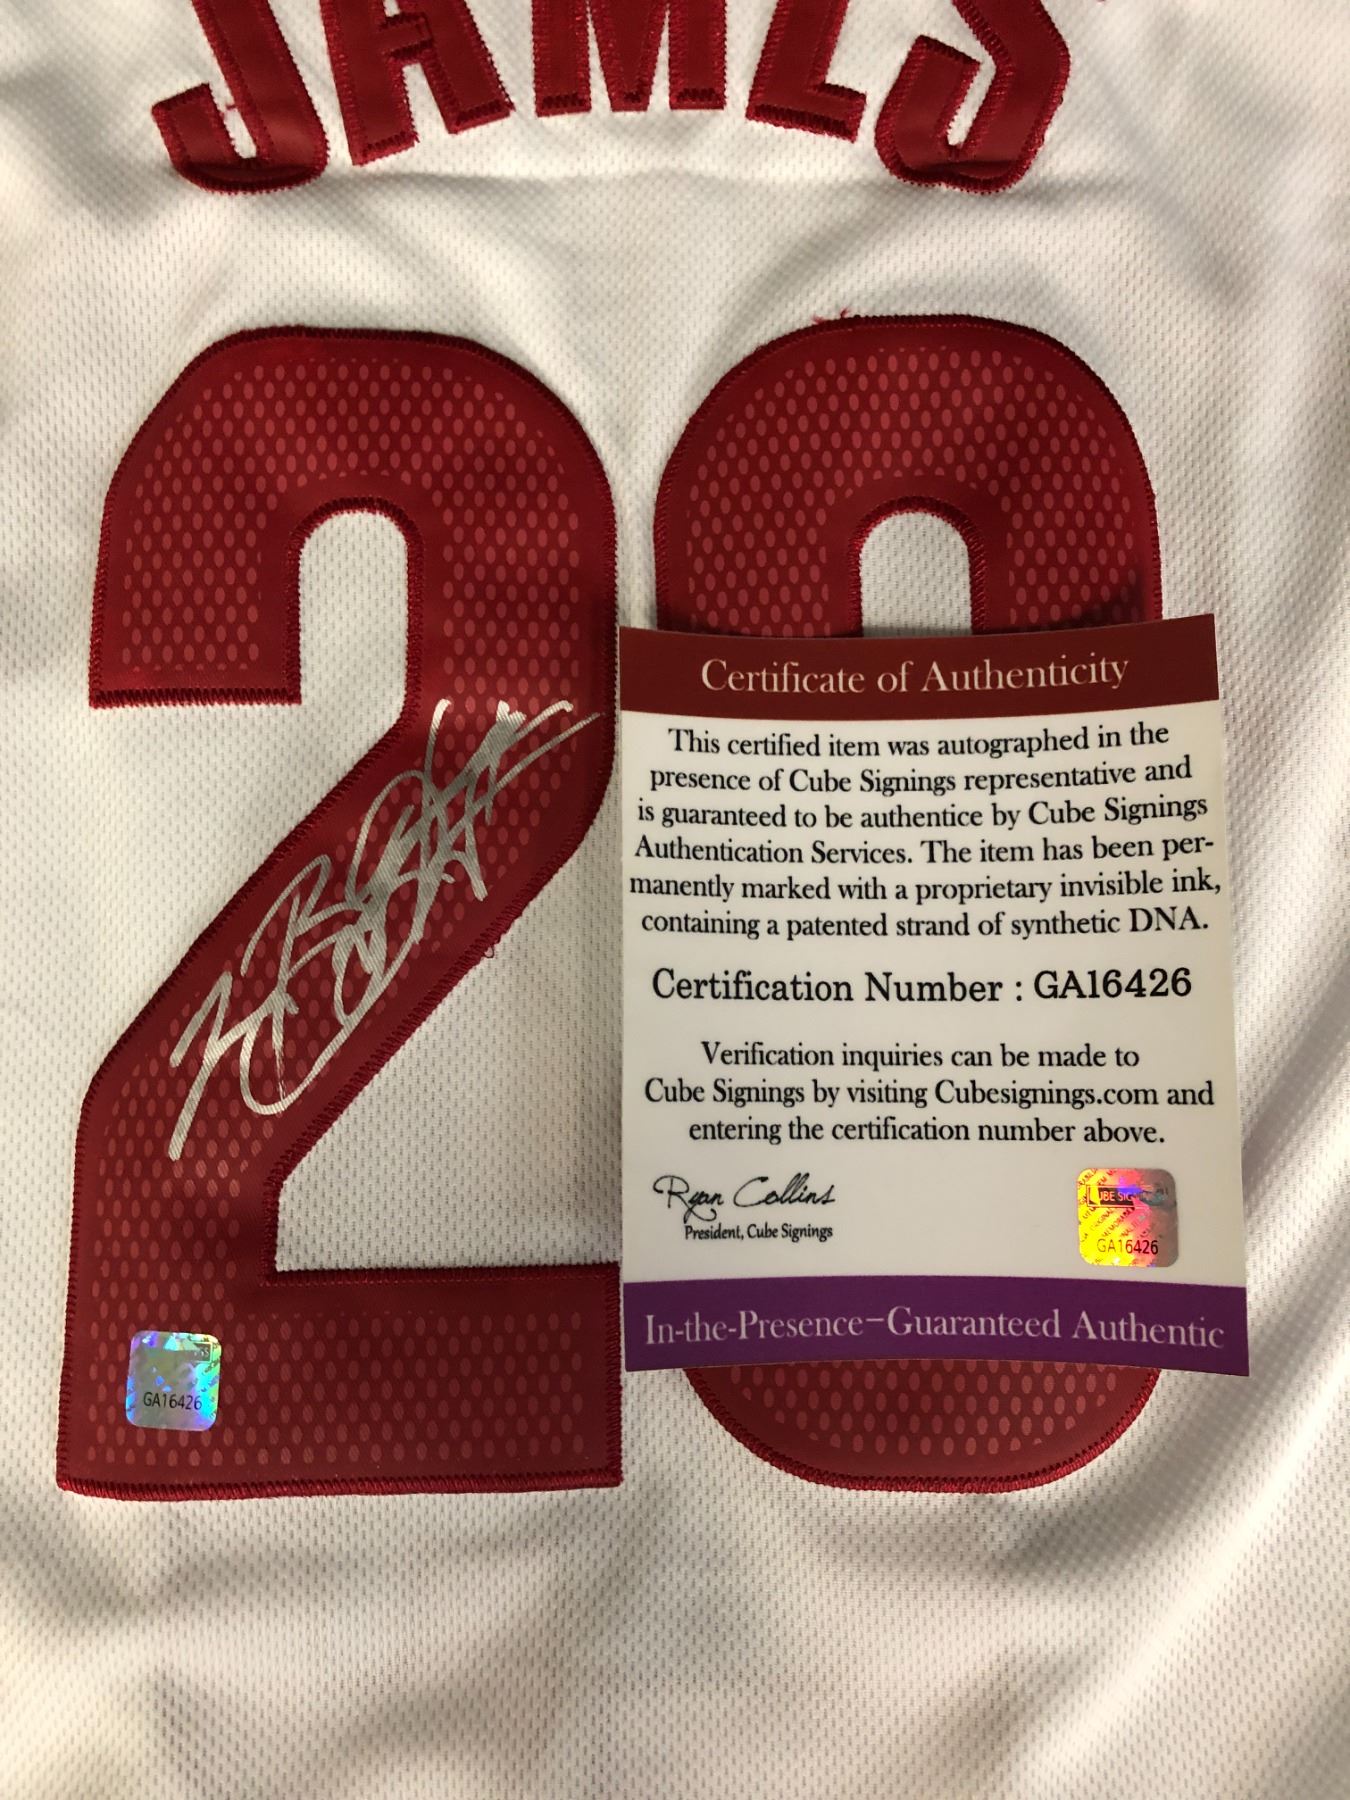 JAMES
2
Certificate of Authenticity
This certified item was autographed in the
presence of Cube Signings representative and
is guaranteed to be authentice by Cube Signings
Authentication Services. The item has been per-
manently marked with a proprietary invisible ink,
containing a patented strand of synthetic DNA.
Certification Number : GA16426
Verification inquiries can be made to
Cube Signings by visiting Cubesignings.com and
entering the certification number above.
Ryan Collins
President, Cube Signings
GA16426
In-the-Presence–Guaranteed Authentic
GA16426